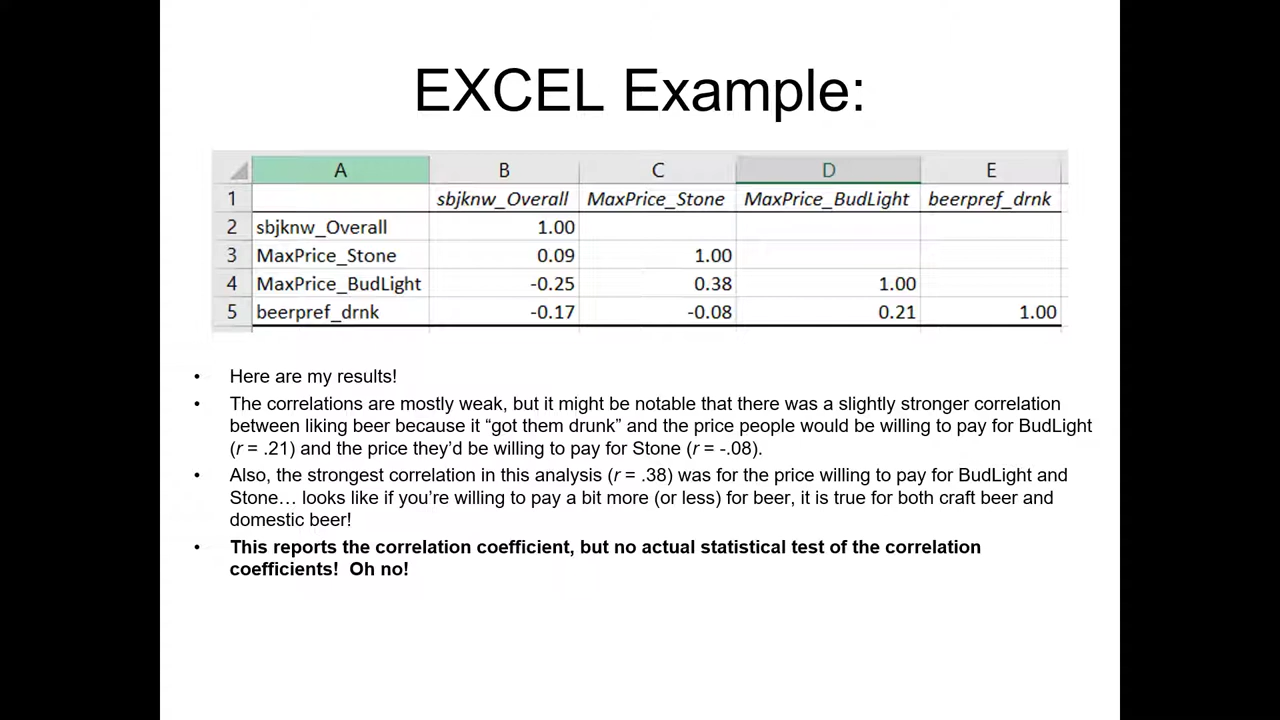 EXCEL Example:
A B C D E
1 sbjknw_Overall MaxPrice_Stone MaxPrice_BudLight beerpref_drnk
2 sbjknw_Overall 1.00
3 MaxPrice_Stone 0.09 1.00
4 MaxPrice_BudLight -0.25 0.38 1.00
5 beerpref_drnk -0.17 -0.08 0.21 1.00
• Here are my results!
• The correlations are mostly weak, but it might be notable that there was a slightly stronger correlation
between liking beer because it “got them drunk” and the price people would be willing to pay for BudLight
(r = .21) and the price they’d be willing to pay for Stone (r = -.08).
• Also, the strongest correlation in this analysis (r = .38) was for the price willing to pay for BudLight and
Stone… looks like if you’re willing to pay a bit more (or less) for beer, it is true for both craft beer and
domestic beer!
• This reports the correlation coefficient, but no actual statistical test of the correlation
coefficients! Oh no!